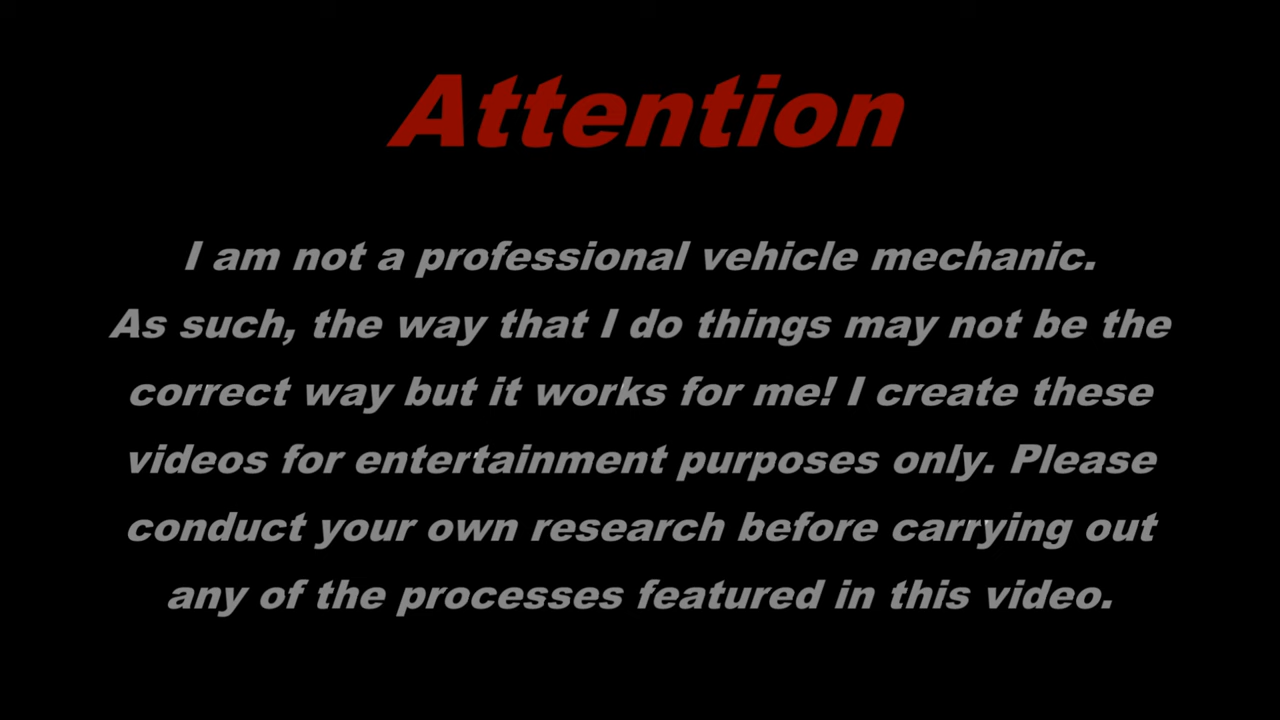 Attention
I am not a professional vehicle mechanic.
As such, the way that I do things may not be the
correct way but it works for me! I create these
videos for entertainment purposes only. Please
conduct your own research before carrying out
any of the processes featured in this video.